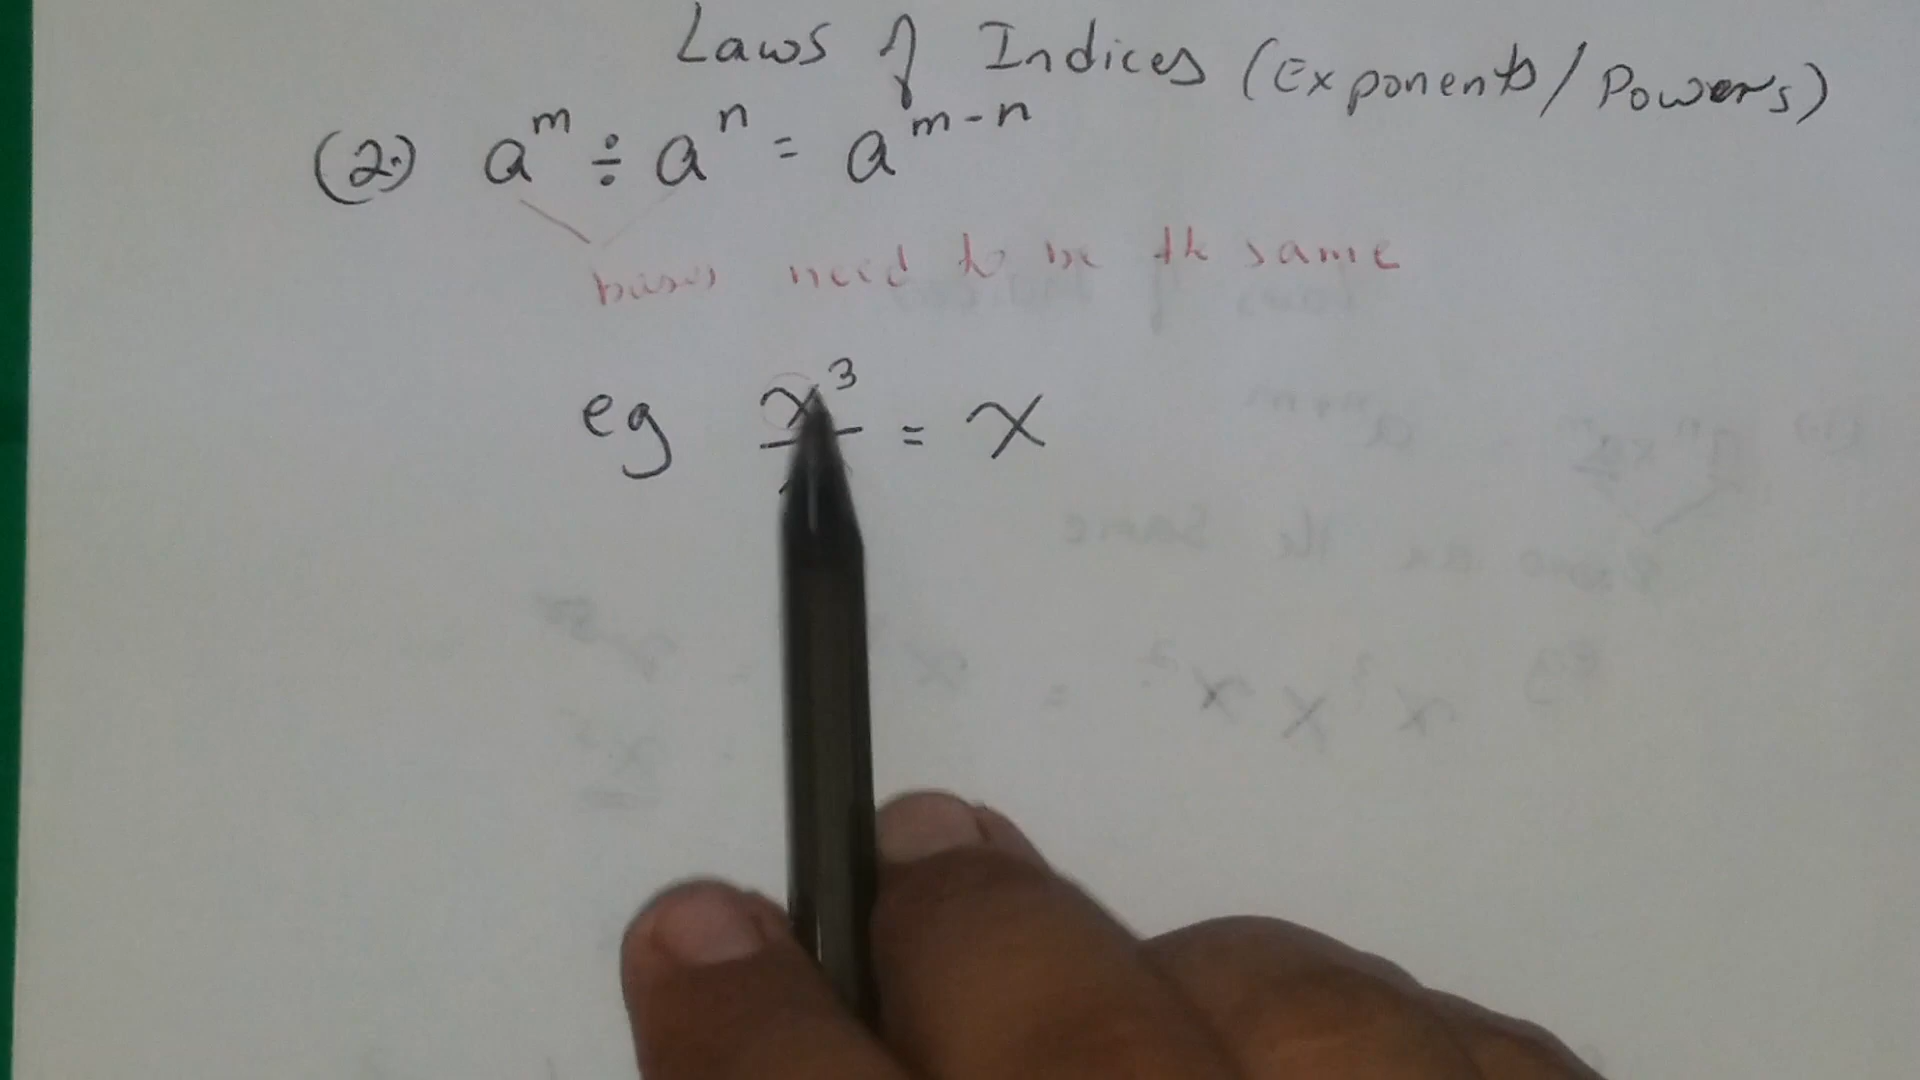 Laws of Indices (Exponents/Powers)
(2.) a^m ÷ a^n = a^(m-n)
bases need to be the same
eg x^3 = x